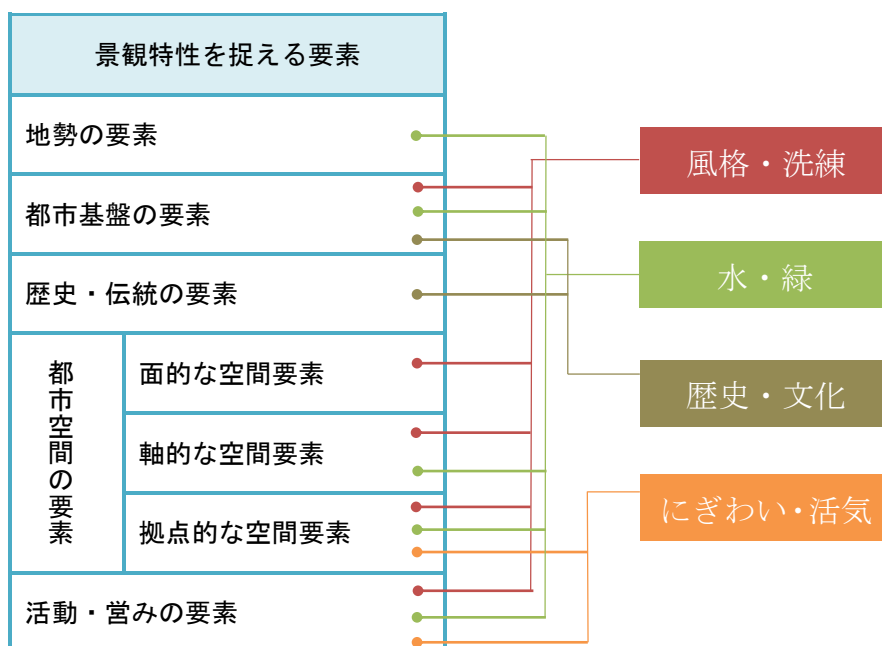 景観特性を捉える要素
地勢の要素
都市基盤の要素
歴史・伝統の要素
都市空間の要素
面的な空間要素
軸的な空間要素
拠点的な空間要素
活動・営みの要素
風格・洗練
水・緑
歴史・文化
にぎわい・活気